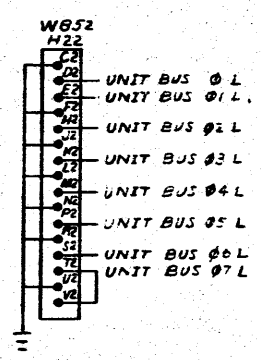 W852
H22
C2
D2
E2 UNIT BUS Ø L
F2 UNIT BUS Ø1 L
H2 UNIT BUS Ø2 L
J2
K2 UNIT BUS Ø3 L
L2
M2 UNIT BUS Ø4 L
N2
P2 UNIT BUS Ø5 L
R2
S2 UNIT BUS Ø6 L
T2 UNIT BUS Ø7 L
U2
V2